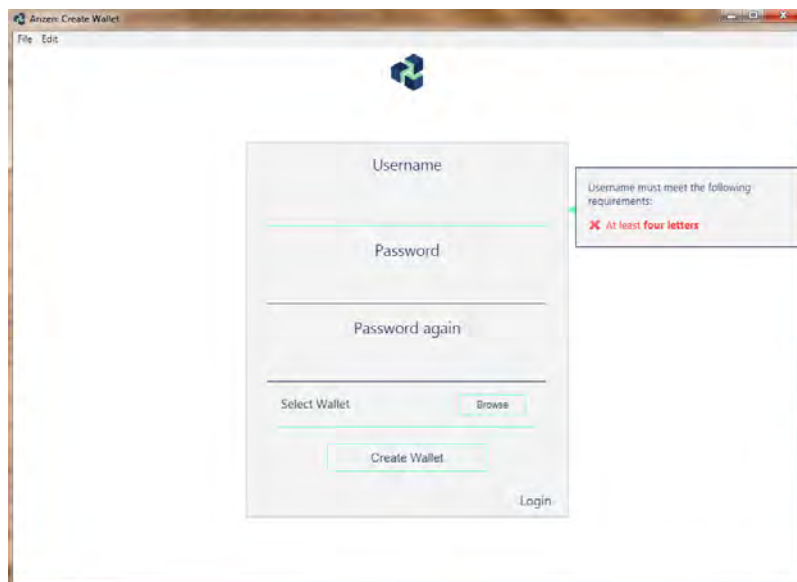 Arizen: Create Wallet
File Edit
Username
Username must meet the following
requirements:
At least four letters
Password
Password again
Select Wallet Browse
Create Wallet
Login